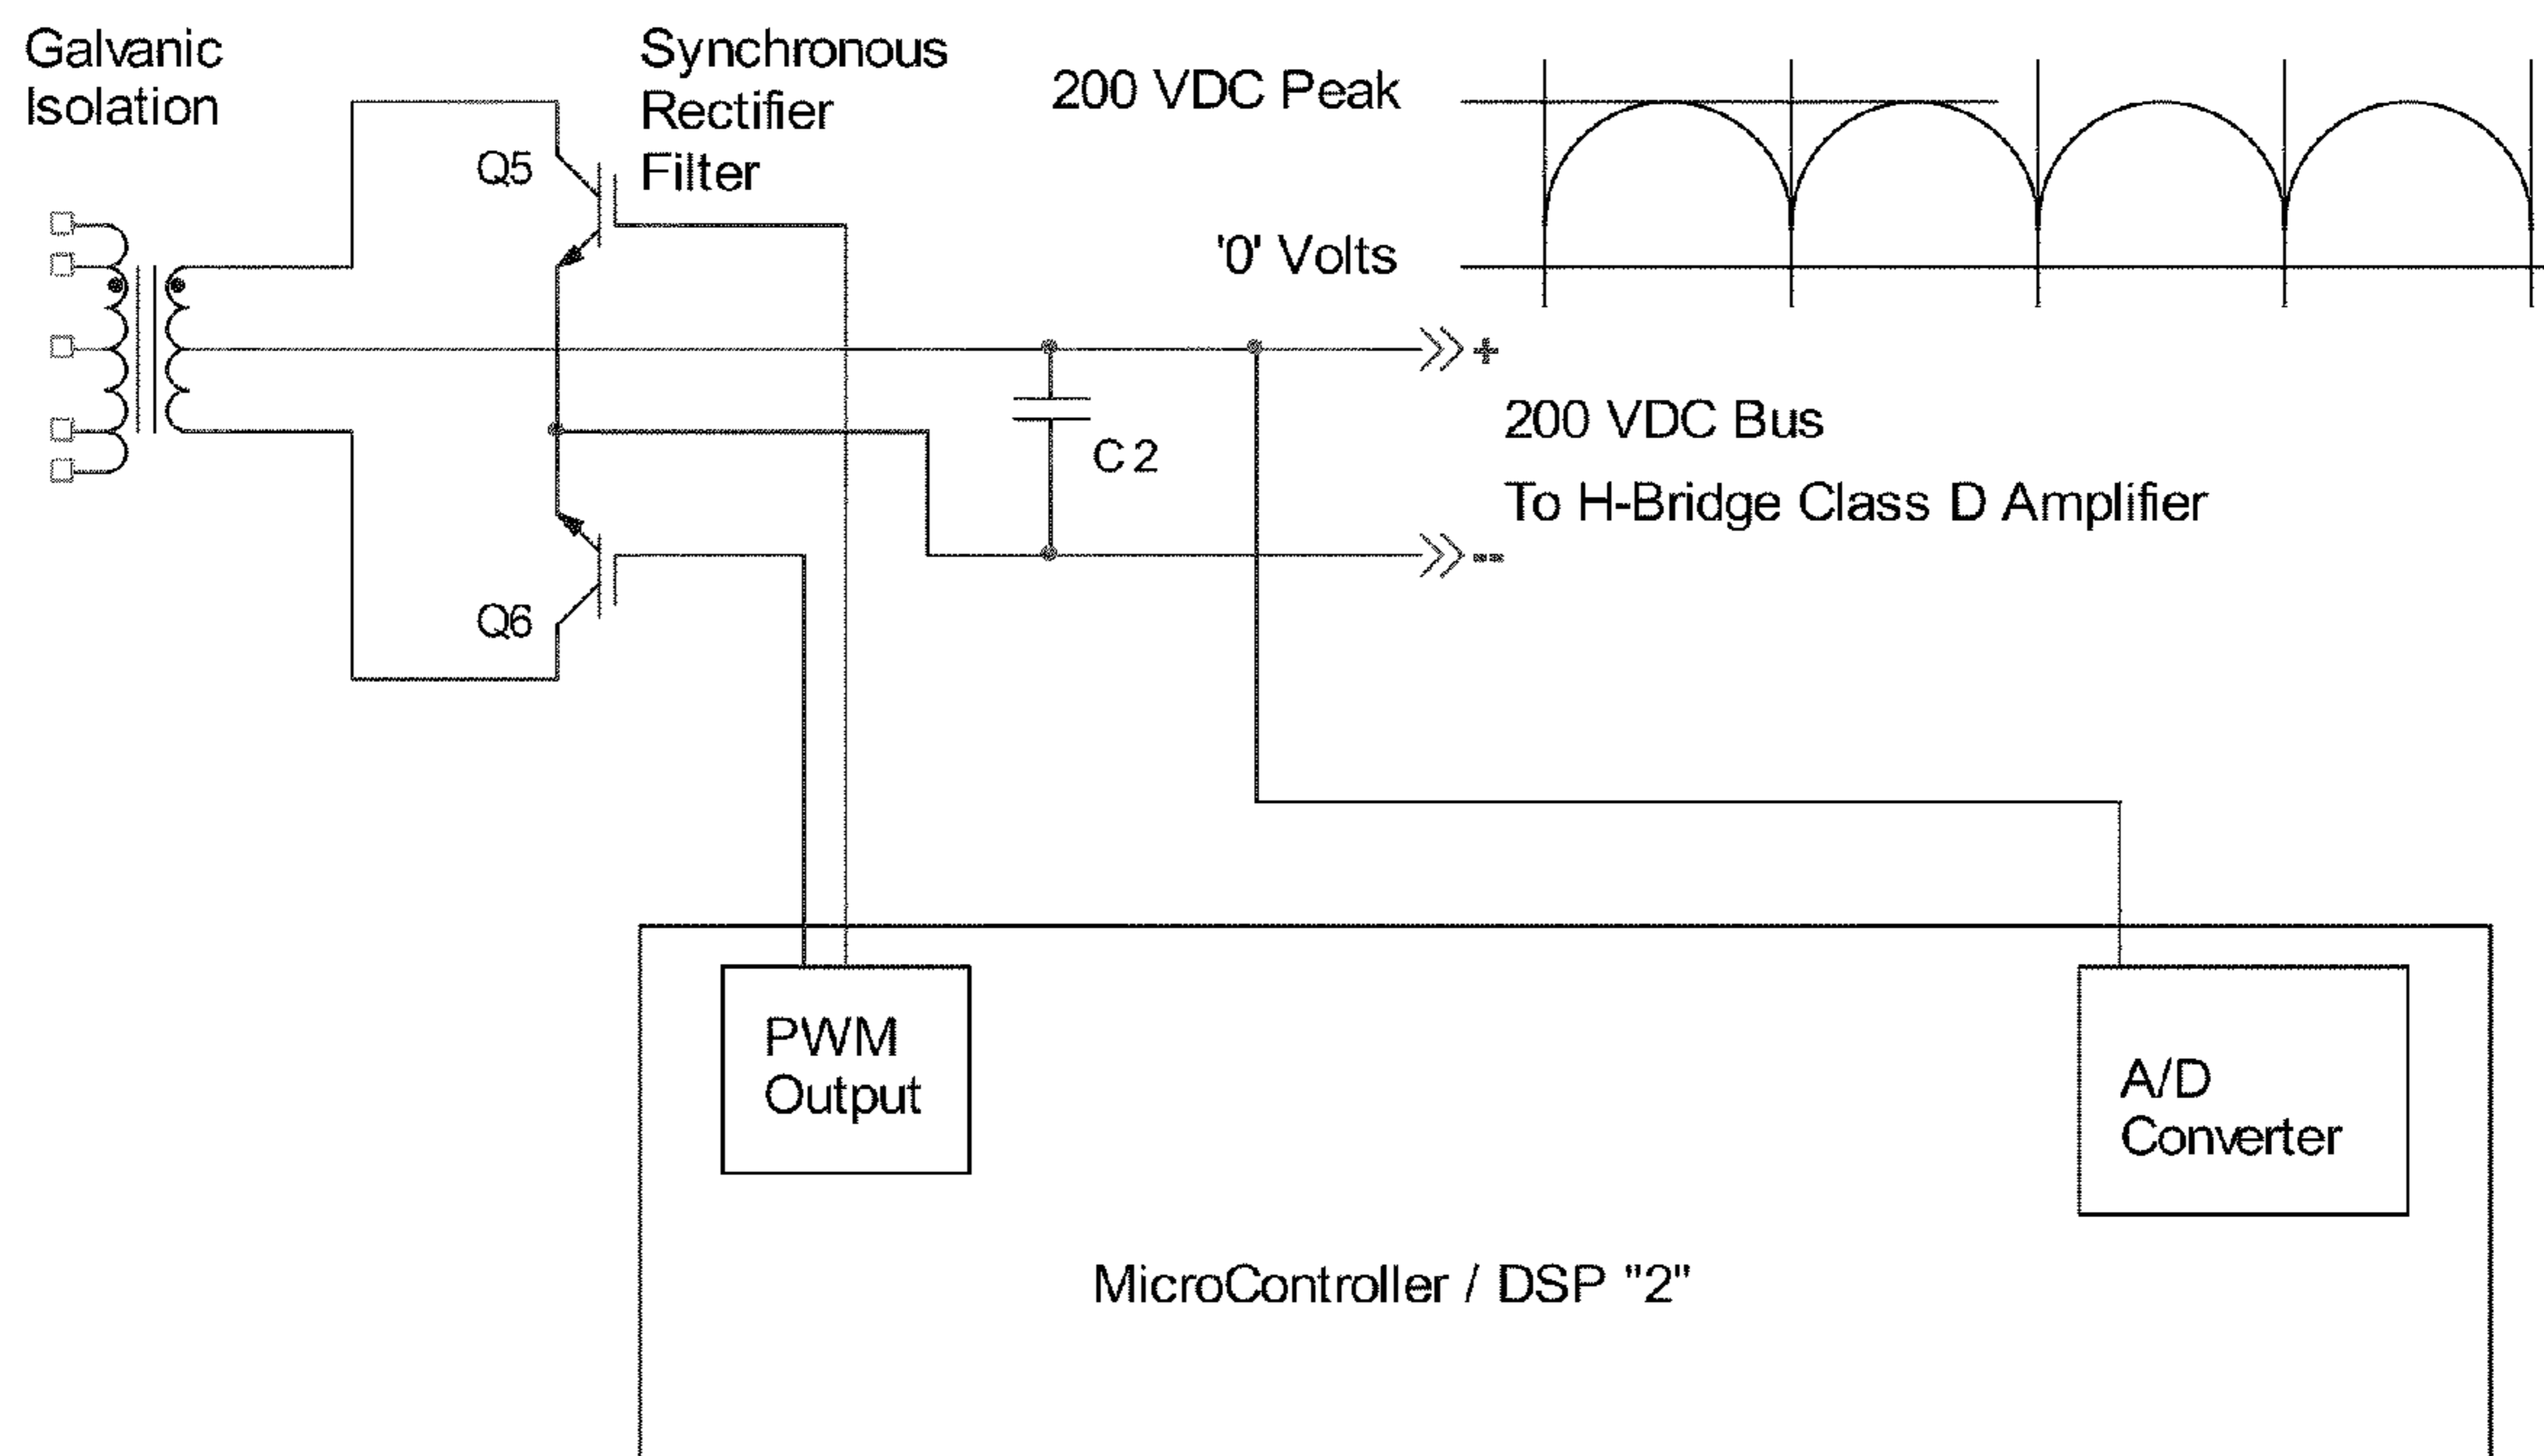 Galvanic
Isolation
Synchronous
Rectifier
Filter
Q5
200 VDC Peak
'0' Volts
+
200 VDC Bus
To H-Bridge Class D Amplifier
C2
--
Q6
PWM
Output
A/D
Converter
MicroController / DSP "2"